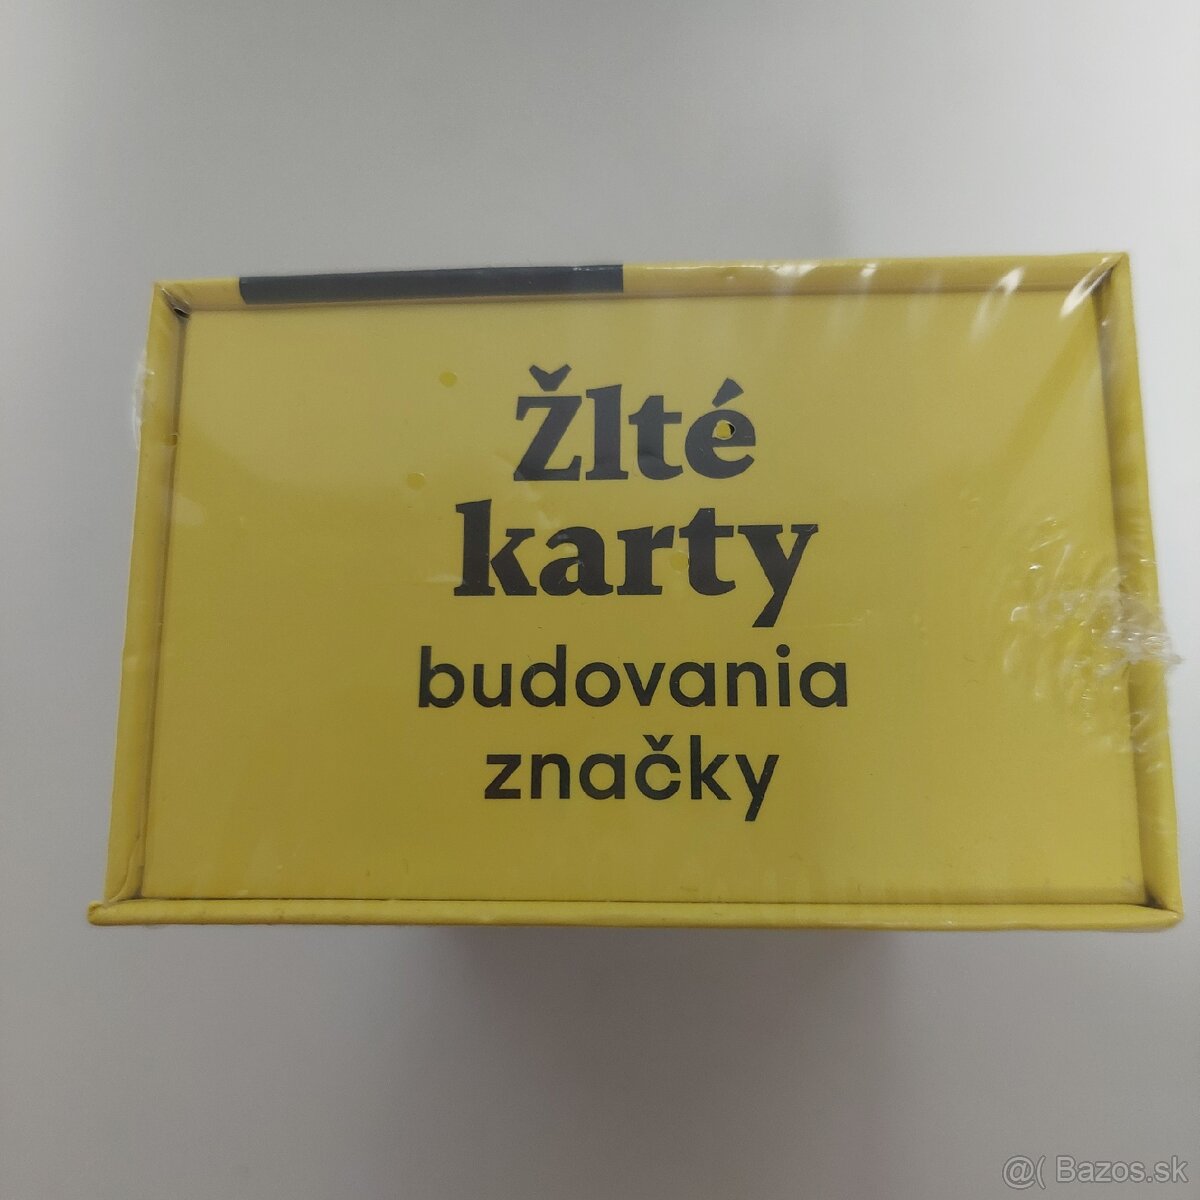 Žlté
karty
budovania
značky
@( Bazos.sk